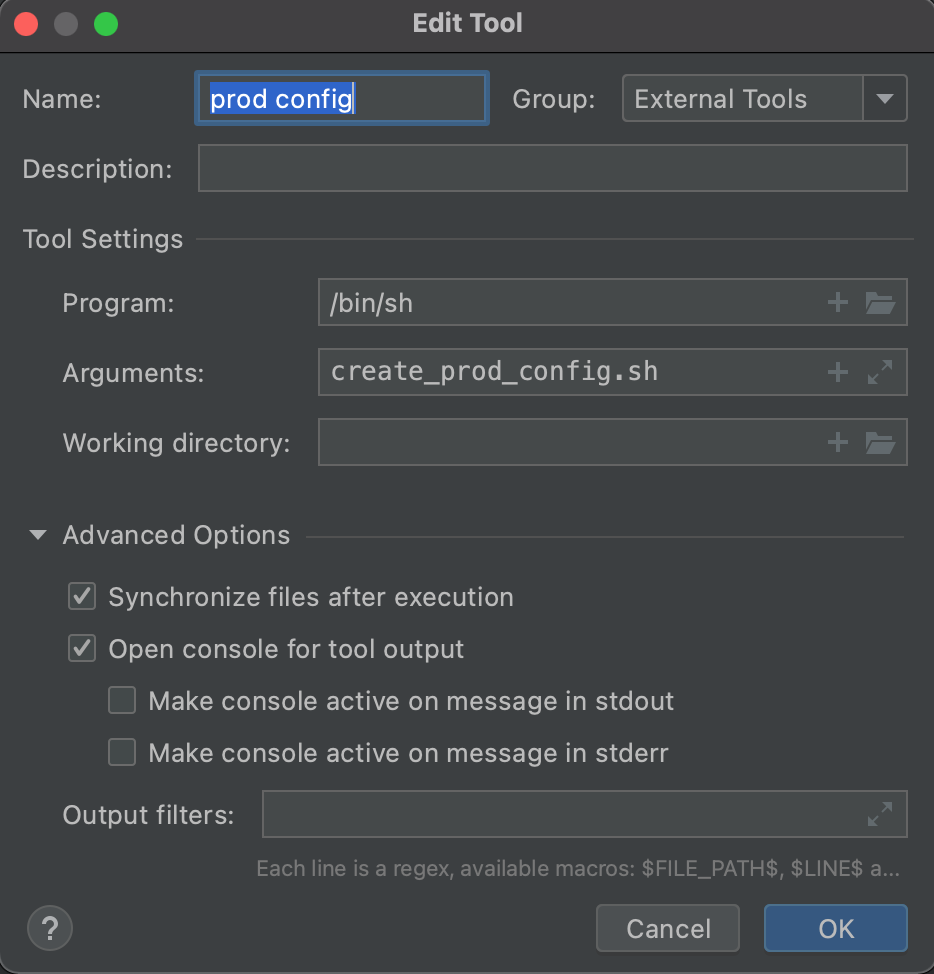 Edit Tool
Name: prod config Group: External Tools
Description:
Tool Settings
Program: /bin/sh
Arguments: create_prod_config.sh
Working directory:
Advanced Options
Synchronize files after execution
Open console for tool output
Make console active on message in stdout
Make console active on message in stderr
Output filters:
Each line is a regex, available macros: $FILE_PATH$, $LINE$ a...
? Cancel OK